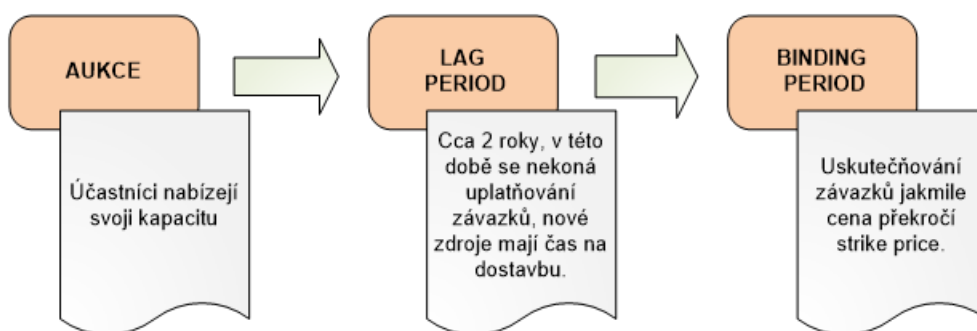 AUKCE
Účastníci nabízejí
svoji kapacitu
LAG
PERIOD
Cca 2 roky, v této
době se nekoná
uplatňování
závazků, nové
zdroje mají čas na
dostavbu.
BINDING
PERIOD
Uskutečňování
závazků jakmile
cena překročí
strike price.